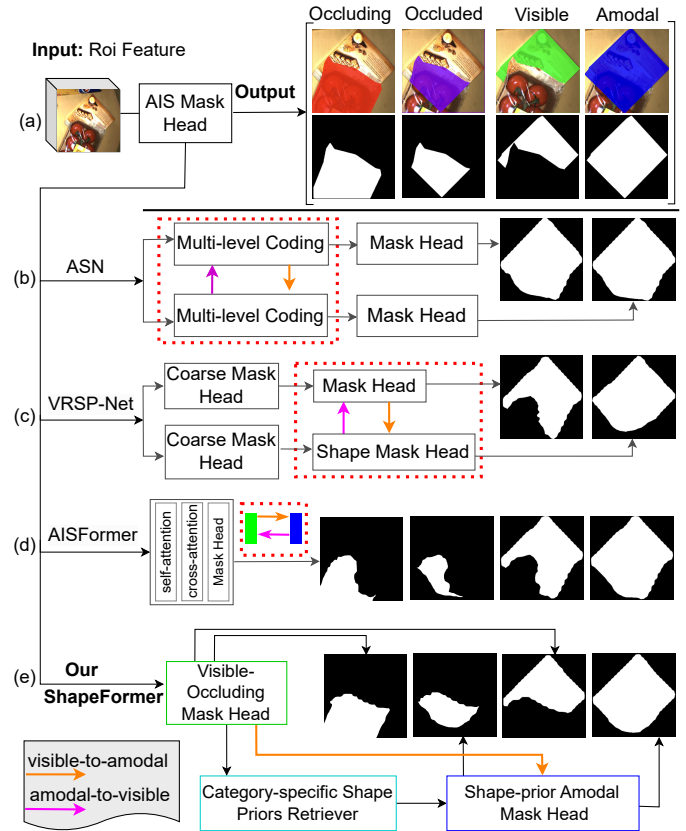 Occluding Occluded Visible Amodal
Input: Roi Feature
(a)
AIS Mask
Head
Output
(b)
ASN
Multi-level Coding
Mask Head
Multi-level Coding
Mask Head
(c)
VRSP-Net
Coarse Mask
Head
Mask Head
Coarse Mask
Head
Shape Mask Head
(d)
AISFormer
self-attention
cross-attention
Mask Head
(e)
Our
ShapeFormer
Visible-
Occluding
Mask Head
visible-to-amodal
amodal-to-visible
Category-specific Shape
Priors Retriever
Shape-prior Amodal
Mask Head